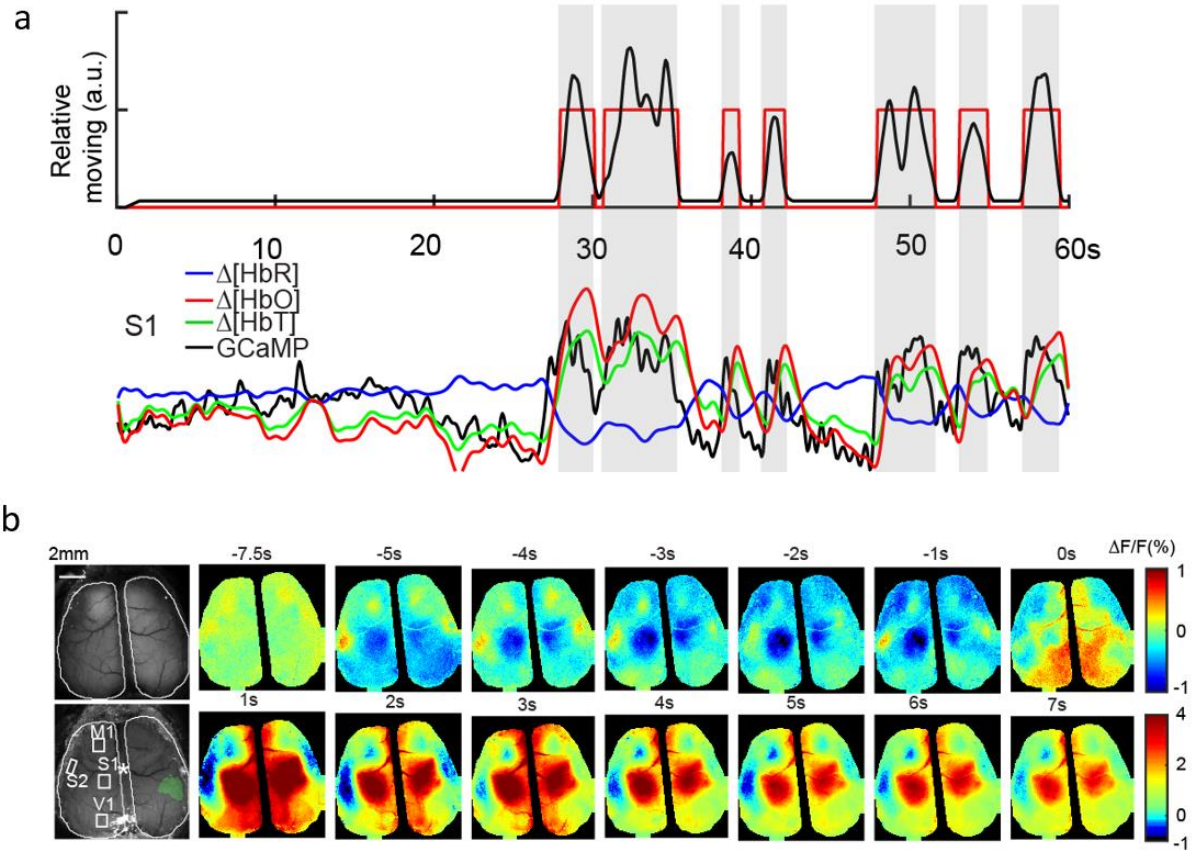 a
Relative
moving (a.u.)
0 10 20 30 40 50 60s
Δ[HbR]
Δ[HbO]
Δ[HbT]
GCaMP
S1
b
2mm -7.5s -5s -4s -3s -2s -1s 0s ΔF/F(%)
1
0
-1
1s 2s 3s 4s 5s 6s 7s
4
2
0
-1
M1
S1
*
S2
V1